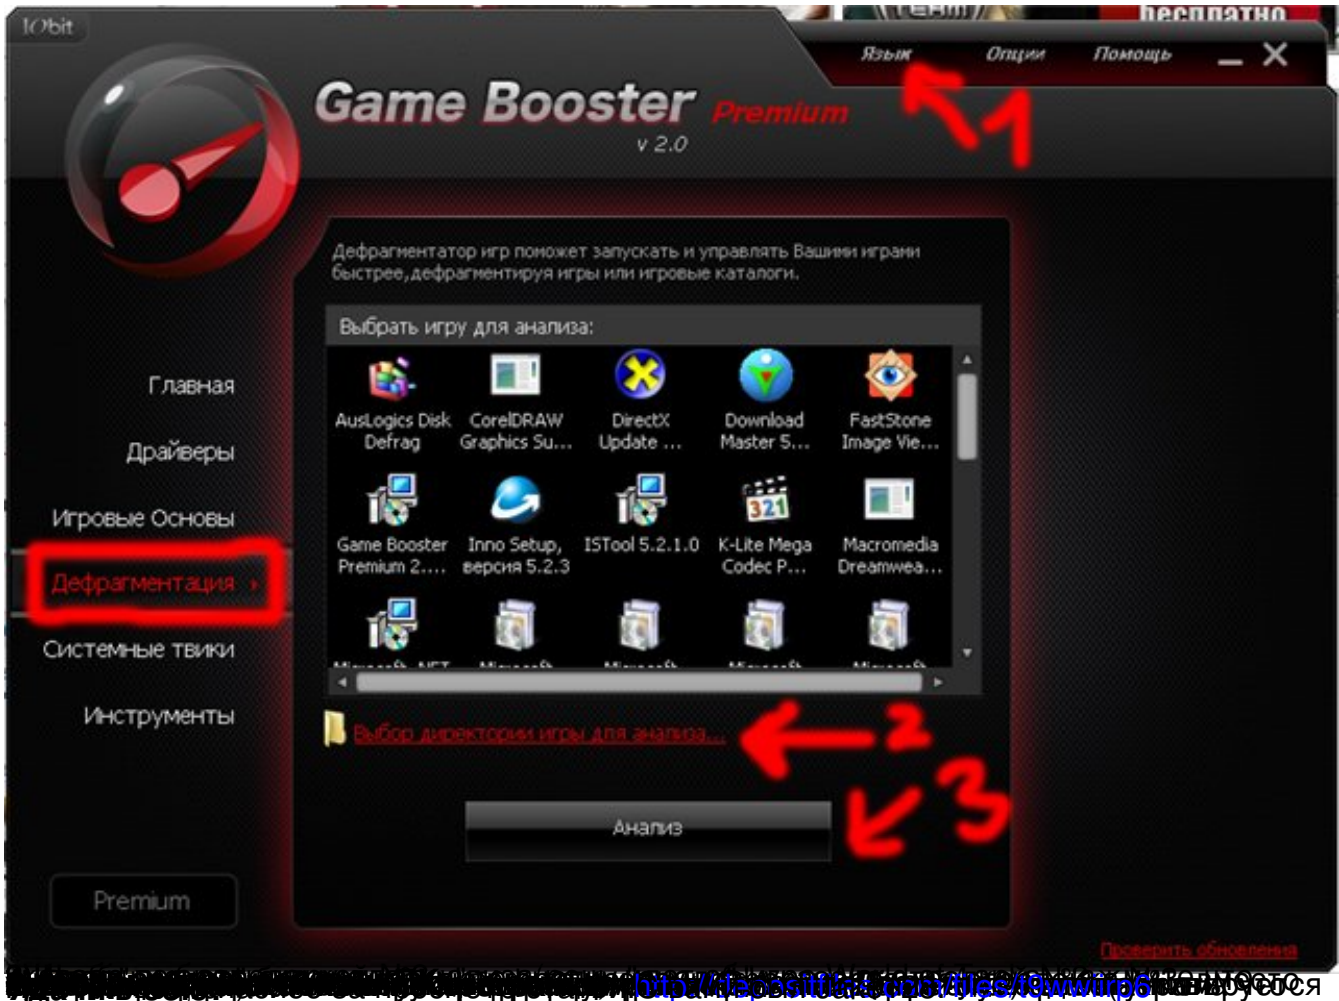 IObit
бесплатно
Язык Опции Помощь
1
Game Booster Premium
v 2.0
Дефрагментатор игр поможет запускать и управлять Вашими играми
быстрее,дефрагментируя игры или игровые каталоги.
Выбрать игру для анализа:
AusLogics Disk Defrag
CorelDRAW Graphics Su...
DirectX Update ...
Download Master 5...
FastStone Image Vie...
Game Booster Premium 2....
Inno Setup, версия 5.2.3
ISTool 5.2.1.0
K-Lite Mega Codec P...
Macromedia Dreamwea...
Главная
Драйверы
Игровые Основы
Дефрагментация
Системные твики
Инструменты
Выбор директории игры для анализа...
2
3
Анализ
Premium
Проверить обновления